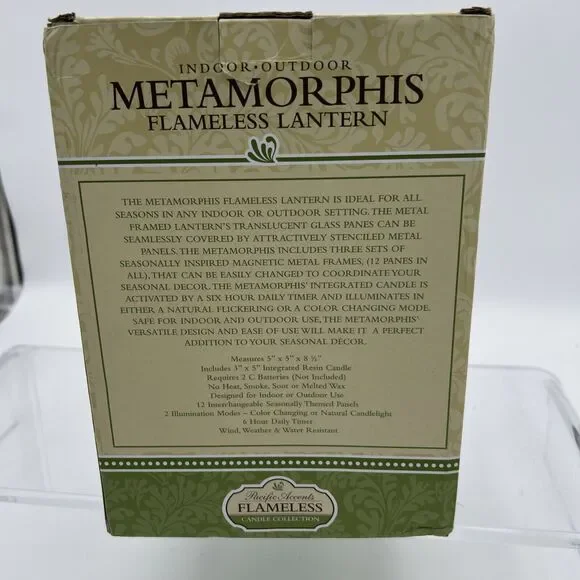 INDOOR•OUTDOOR
METAMORPHIS
FLAMELESS LANTERN
THE METAMORPHIS FLAMELESS LANTERN IS IDEAL FOR ALL
SEASONS IN ANY INDOOR OR OUTDOOR SETTING. THE METAL
FRAMED LANTERN'S TRANSLUCENT GLASS PANES CAN BE
SEAMLESSLY COVERED BY ATTRACTIVELY STENCILED METAL
PANELS. THE METAMORPHIS INCLUDES THREE SETS OF
SEASONALLY INSPIRED MAGNETIC METAL FRAMES, (12 PANES IN
ALL), THAT CAN BE EASILY CHANGED TO COORDINATE YOUR
SEASONAL DECOR. THE METAMORPHIS' INTEGRATED CANDLE IS
ACTIVATED BY A SIX HOUR DAILY TIMER AND ILLUMINATES IN
EITHER A NATURAL FLICKERING OR A COLOR CHANGING MODE.
SAFE FOR INDOOR AND OUTDOOR USE, THE METAMORPHIS'
VERSATILE DESIGN AND EASE OF USE WILL MAKE IT A PERFECT
ADDITION TO YOUR SEASONAL DECOR.
Measures 5" x 5" x 8 ½"
Includes 3" x 5" Integrated Resin Candle
Requires 2 C Batteries (Not Included)
No Heat, Smoke, Soot or Melted Wax
Designed for Indoor or Outdoor Use
12 Interchangeable Seasonally Themed Panels
2 Illumination Modes – Color Changing or Natural Candlelight
6 Hour Daily Timer
Wind, Weather & Water Resistant
Pacific Accents
FLAMELESS
CANDLE COLLECTION